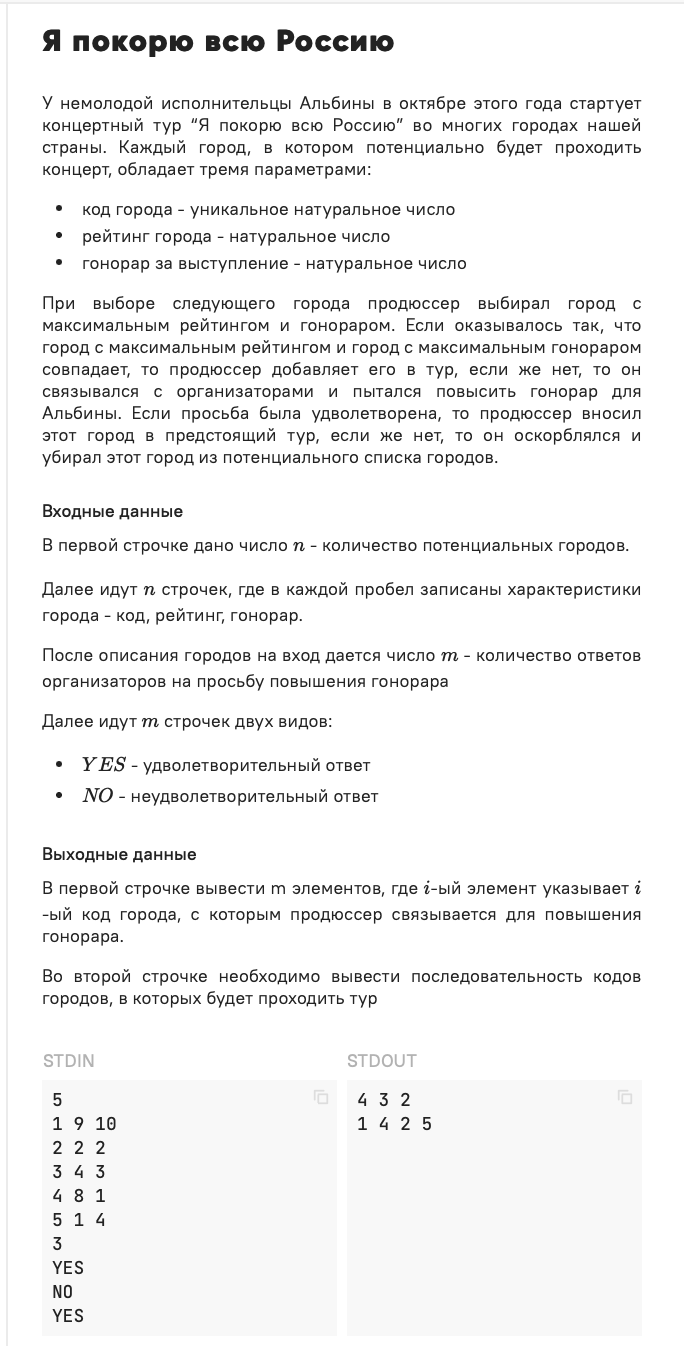 Я покорю всю Россию
У немолодой исполнительцы Альбины в октябре этого года стартует
концертный тур “Я покорю всю Россию” во многих городах нашей
страны. Каждый город, в котором потенциально будет проходить
концерт, обладает тремя параметрами:
• код города - уникальное натуральное число
• рейтинг города - натуральное число
• гонорар за выступление - натуральное число
При выборе следующего города продюссер выбирал город с
максимальным рейтингом и гонораром. Если оказывалось так, что
город с максимальным рейтингом и город с максимальным гонораром
совпадает, то продюссер добавляет его в тур, если же нет, то он
связывался с организаторами и пытался повысить гонорар для
Альбины. Если просьба была удволетворена, то продюссер вносил
этот город в предстоящий тур, если же нет, то он оскорблялся и
убирал этот город из потенциального списка городов.
Входные данные
В первой строчке дано число n - количество потенциальных городов.
Далее идут n строчек, где в каждой пробел записаны характеристики
города - код, рейтинг, гонорар.
После описания городов на вход дается число m - количество ответов
организаторов на просьбу повышения гонорара
Далее идут m строчек двух видов:
• YES - удволетворительный ответ
• NO - неудволетворительный ответ
Выходные данные
В первой строчке вывести m элементов, где i-ый элемент указывает i
-ый код города, с которым продюссер связывается для повышения
гонорара.
Во второй строчке необходимо вывести последовательность кодов
городов, в которых будет проходить тур
STDIN
5
1 9 10
2 2 2
3 4 3
4 8 1
5 1 4
3
YES
NO
YES
STDOUT
4 3 2
1 4 2 5